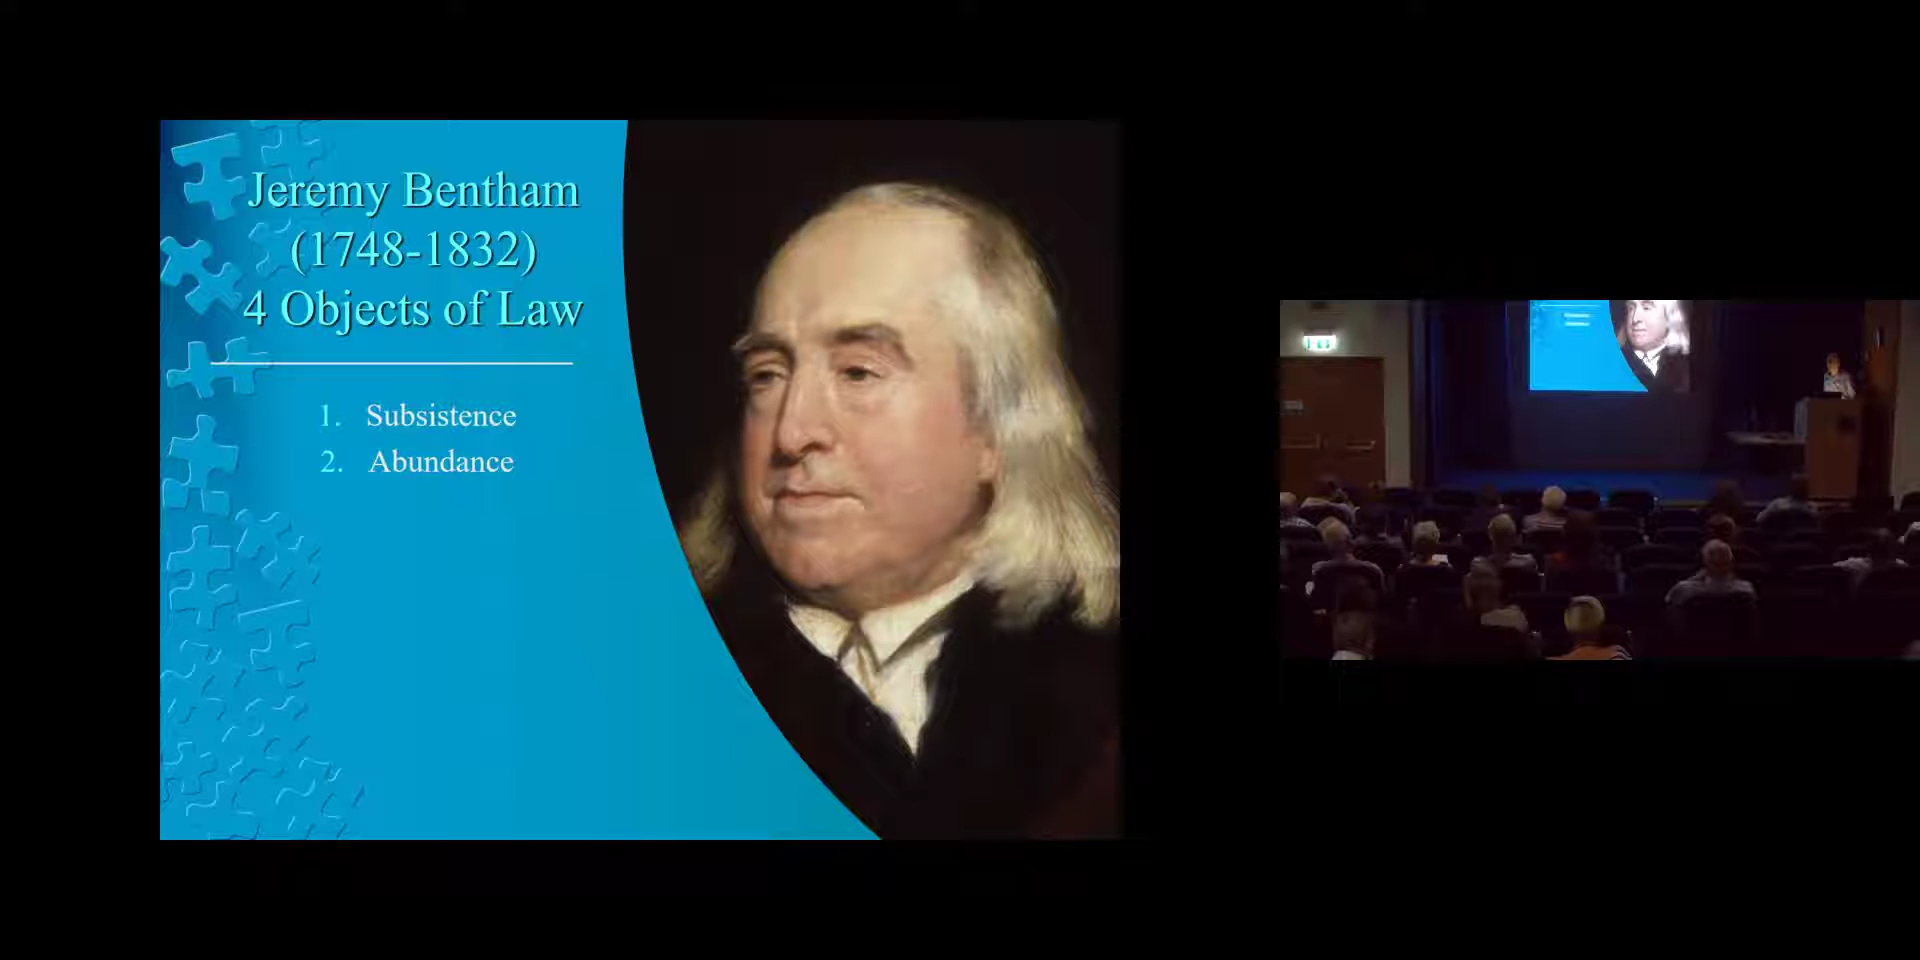 Jeremy Bentham
(1748-1832)
4 Objects of Law
1. Subsistence
2. Abundance